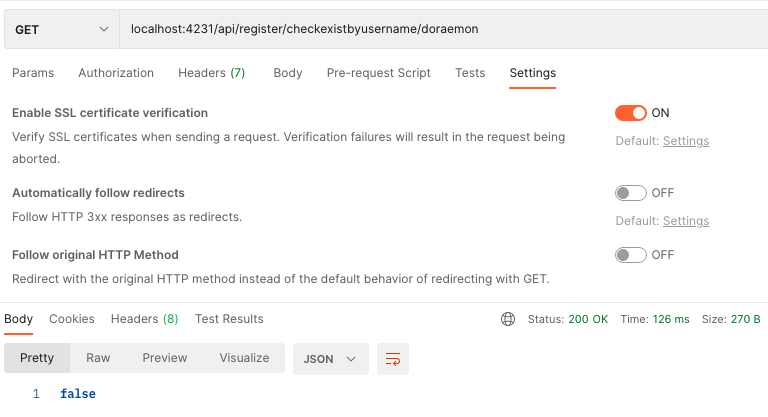 GET localhost:4231/api/register/checkexistbyusername/doraemon
Params Authorization Headers (7) Body Pre-request Script Tests Settings
Enable SSL certificate verification ON
Verify SSL certificates when sending a request. Verification failures will result in the request being
aborted.
Default: Settings
Automatically follow redirects OFF
Follow HTTP 3xx responses as redirects.
Default: Settings
Follow original HTTP Method OFF
Redirect with the original HTTP method instead of the default behavior of redirecting with GET.
Body Cookies Headers (8) Test Results Status: 200 OK Time: 126 ms Size: 270 B
Pretty Raw Preview Visualize JSON
1 false